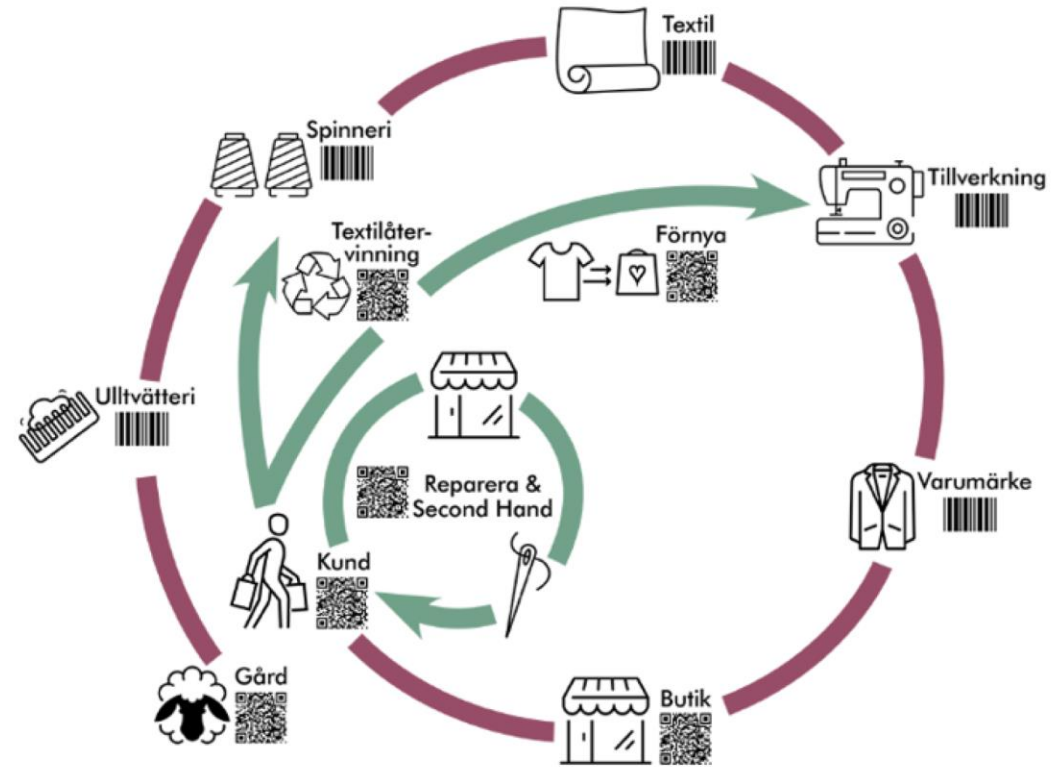 Textil
Spinneri
Tillverkning
Textilåter-
vinning
Förnya
Ulltvätteri
Reparera &
Second Hand
Varumärke
Kund
Gård
Butik